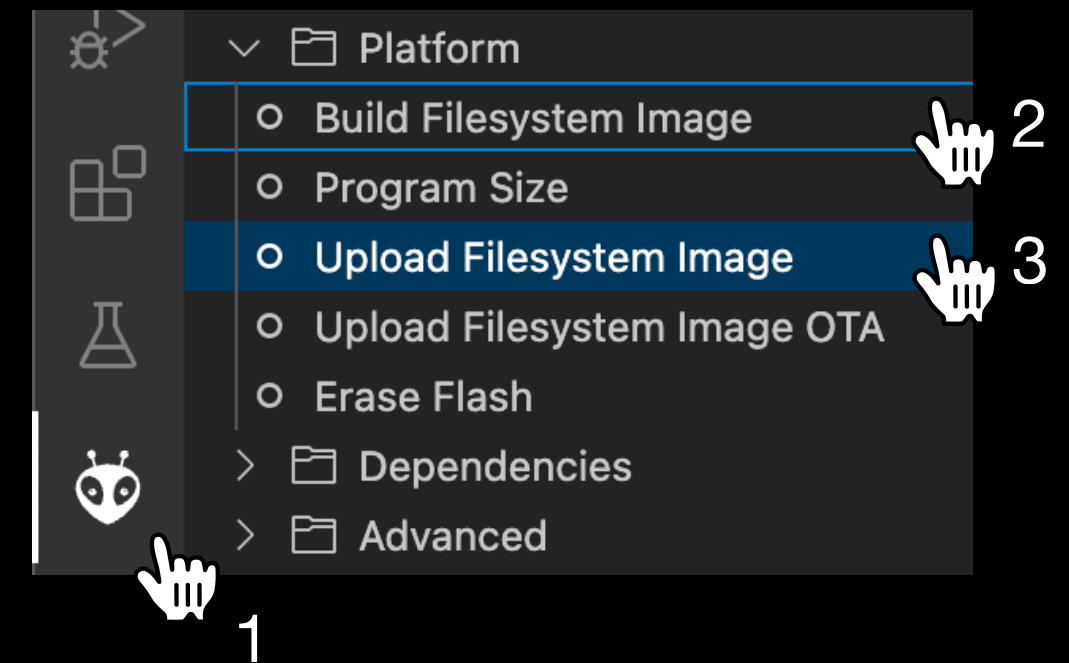 Platform
Build Filesystem Image
2
Program Size
Upload Filesystem Image
3
Upload Filesystem Image OTA
Erase Flash
Dependencies
Advanced
1